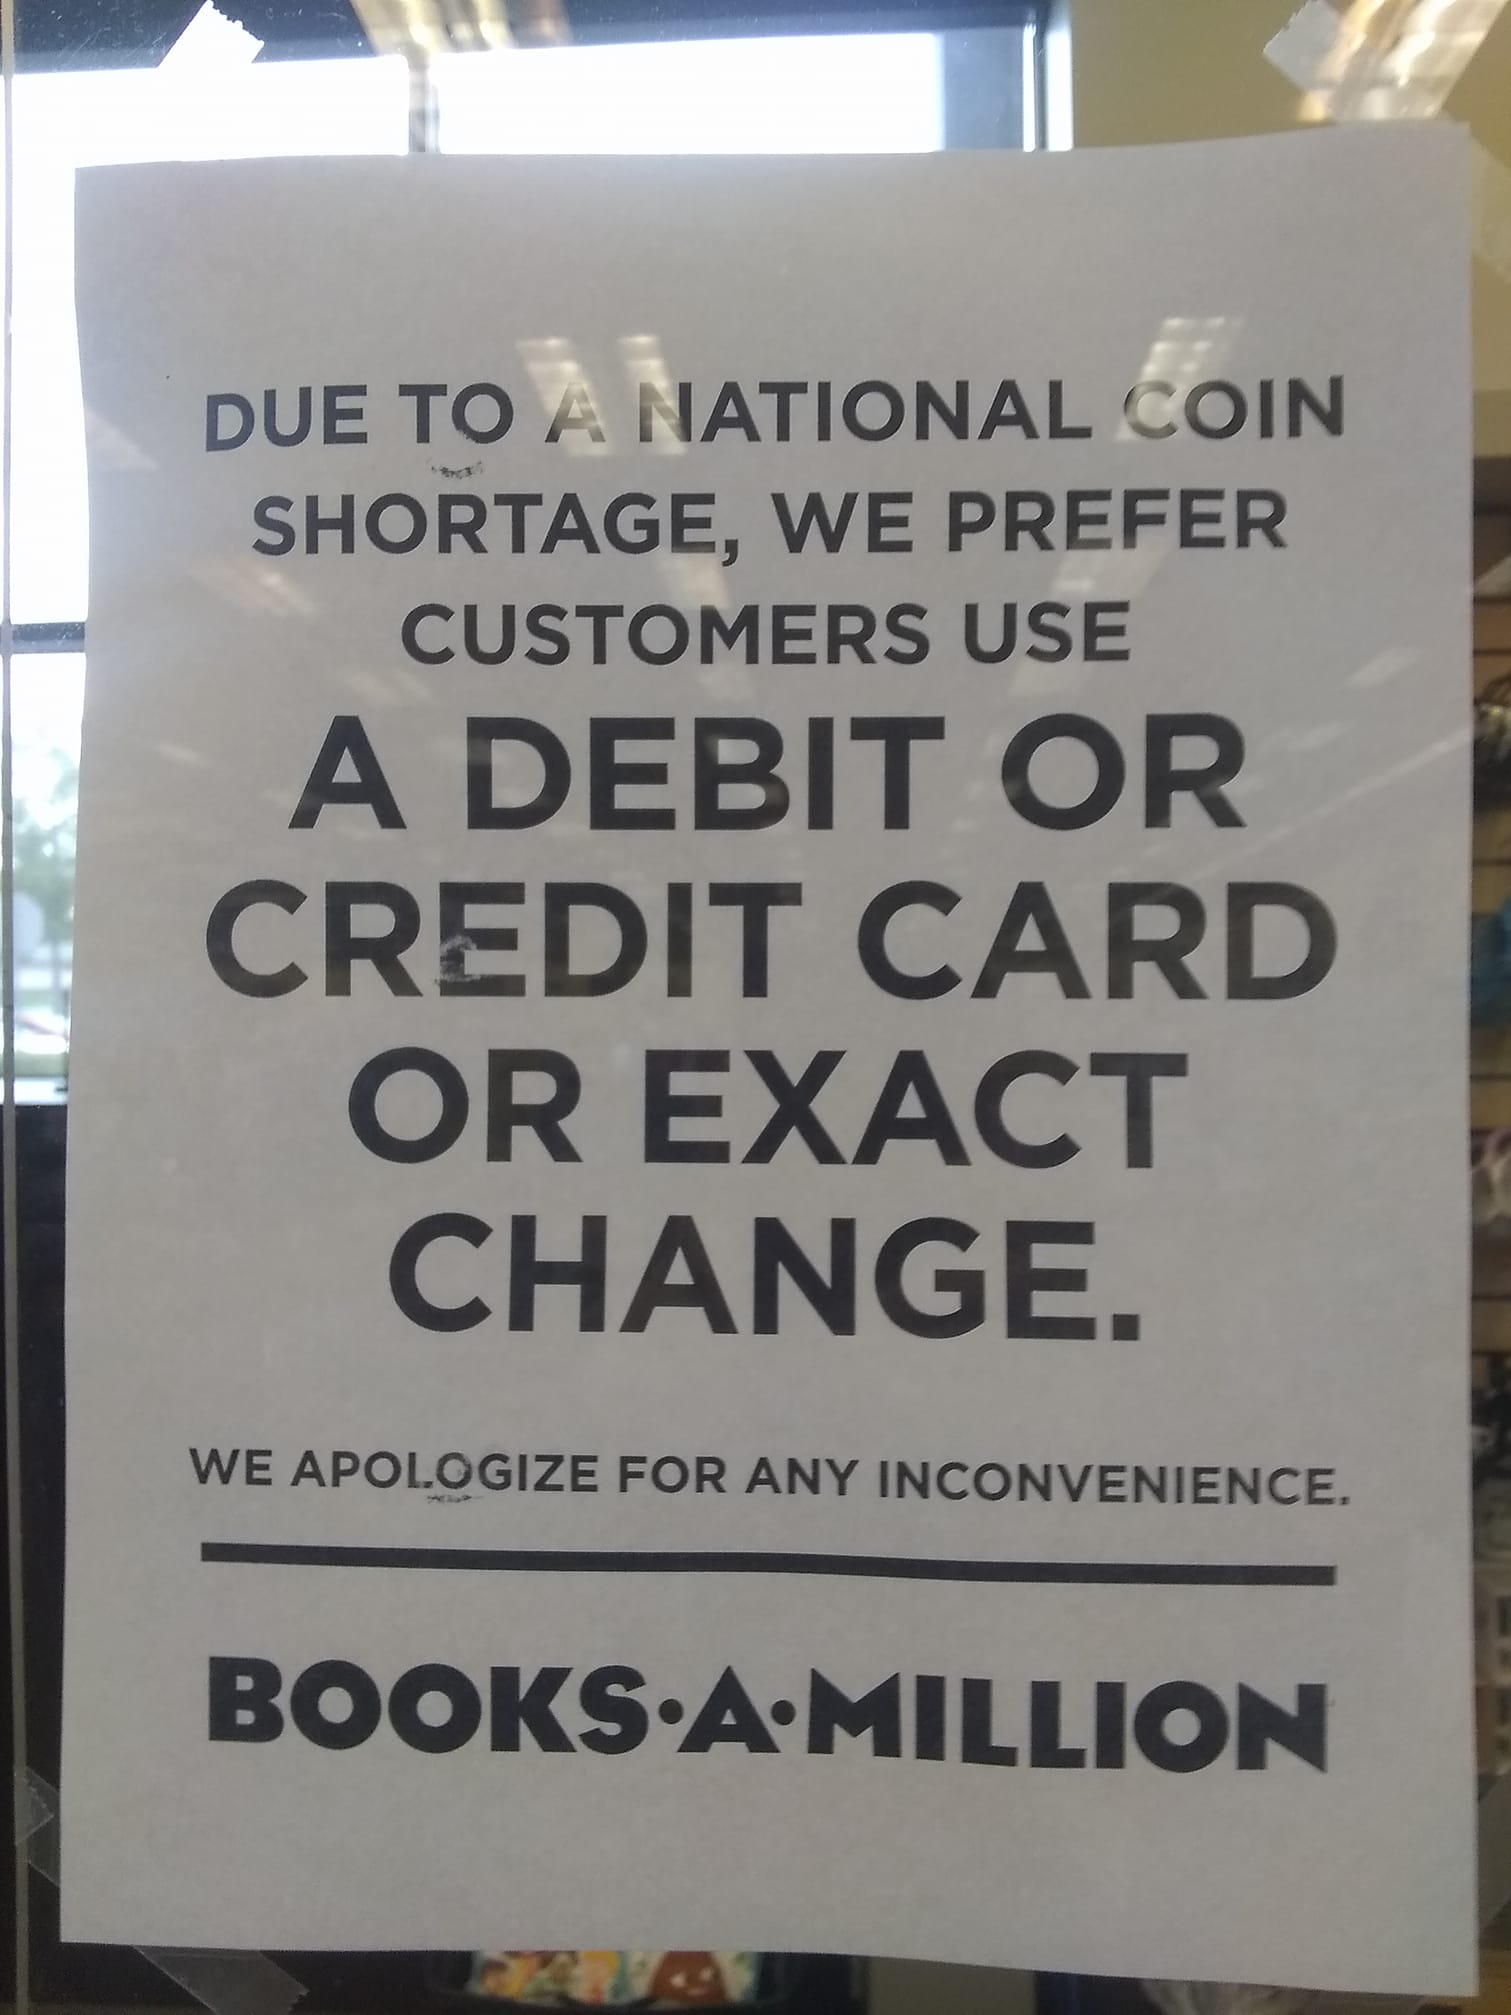 DUE TO A NATIONAL COIN
SHORTAGE, WE PREFER
CUSTOMERS USE
A DEBIT OR
CREDIT CARD
OR EXACT
CHANGE.
WE APOLOGIZE FOR ANY INCONVENIENCE.
BOOKS·A·MILLION